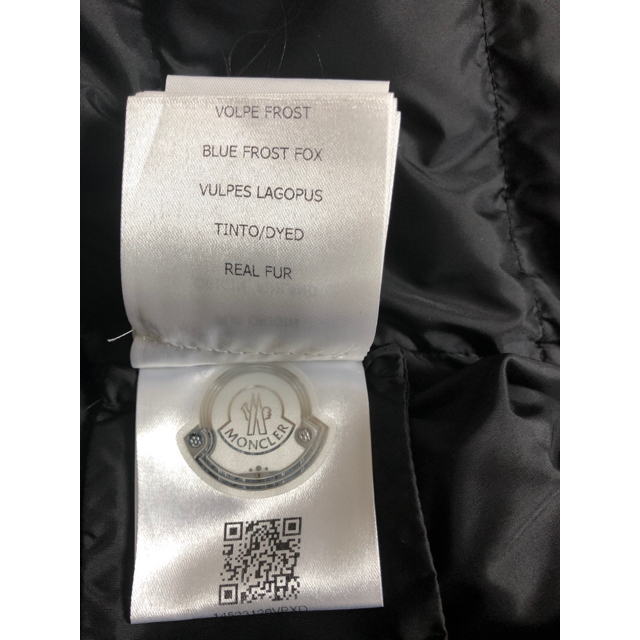 VOLPE FROST
BLUE FROST FOX
VULPES LAGOPUS
TINTO/DYED
REAL FUR
MONCLER